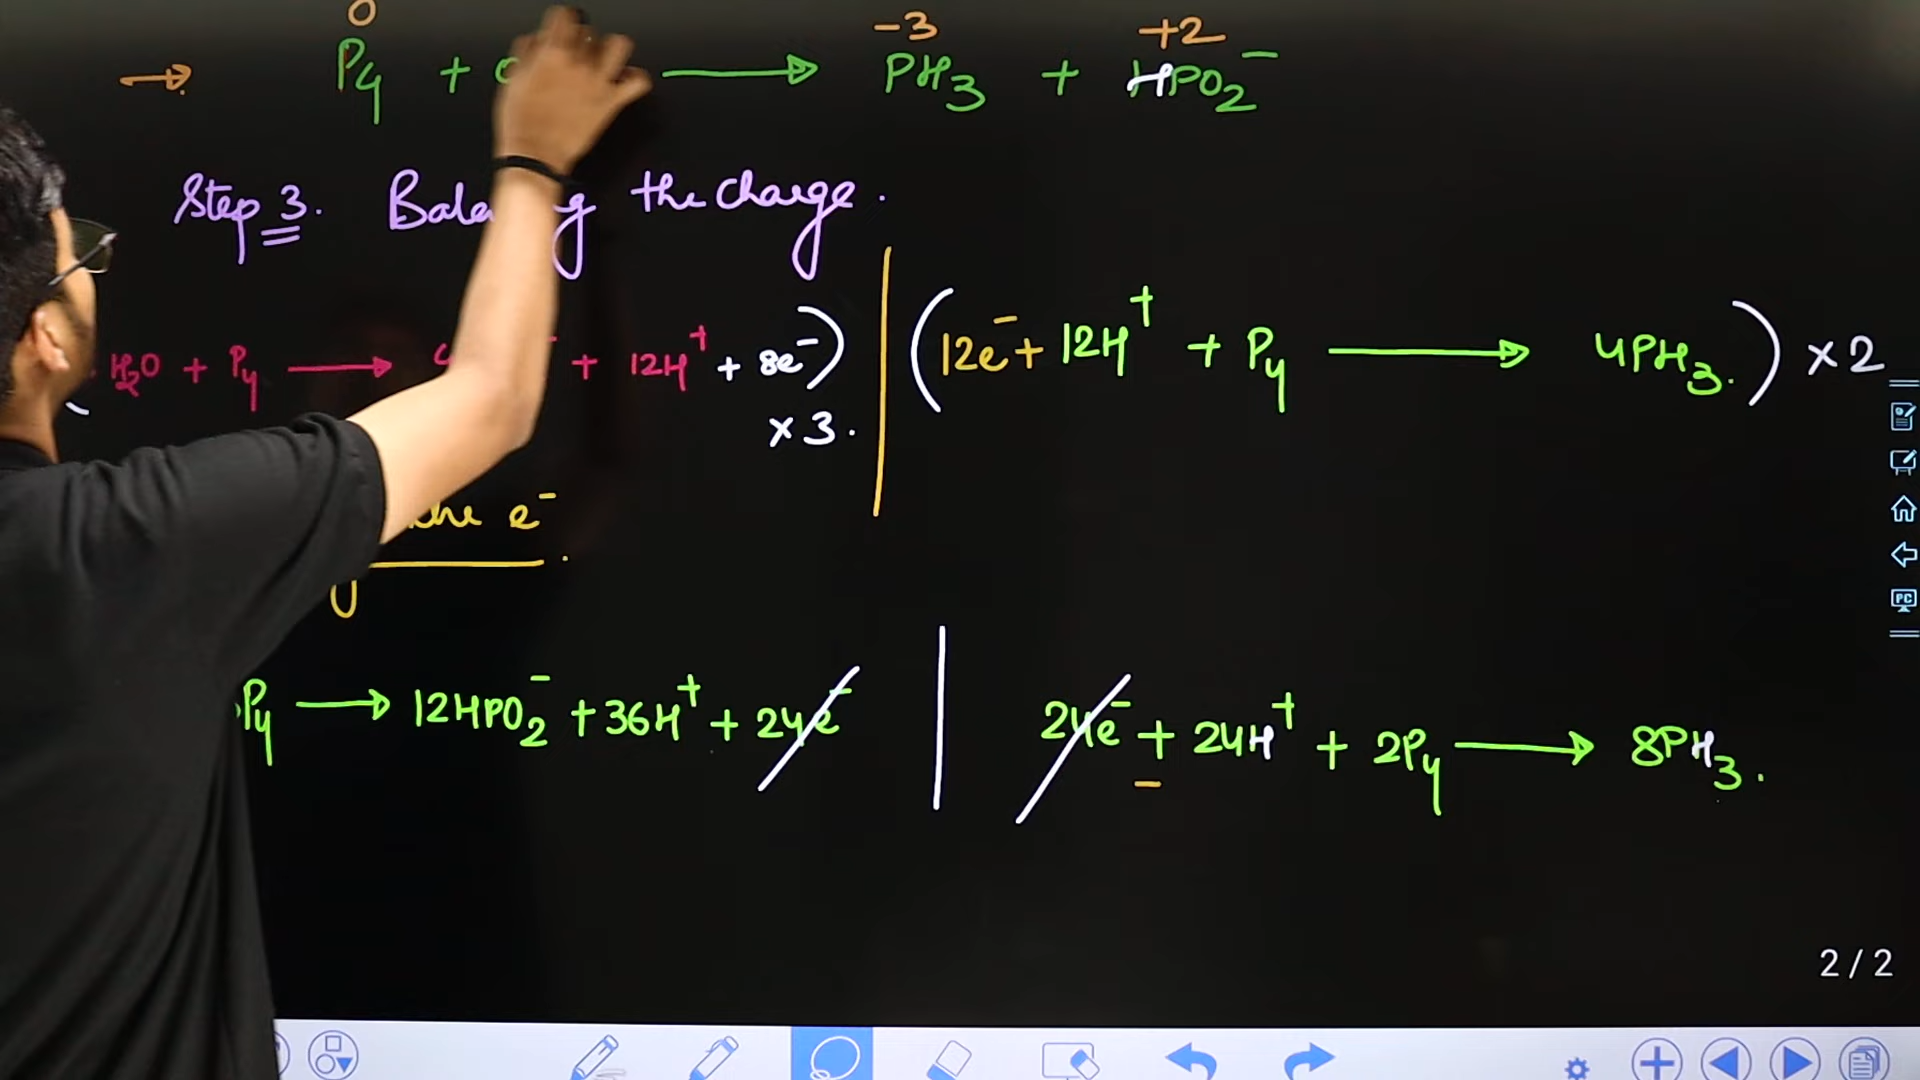 0 -3 +2
→ P4 + ⟶ PH3 + HPO2⁻
Step 3. the charge.
H2O + P4 ⟶ + 12H⁺ + 8e⁻)
× 3.
(12e⁻ + 12H⁺ + P4 ⟶ 4PH3.) × 2
e⁻
P4 ⟶ 12HPO2⁻ + 36H⁺ + 24e⁻
24e⁻ + 24H⁺ + 2P4 ⟶ 8PH3.
PC
2 / 2